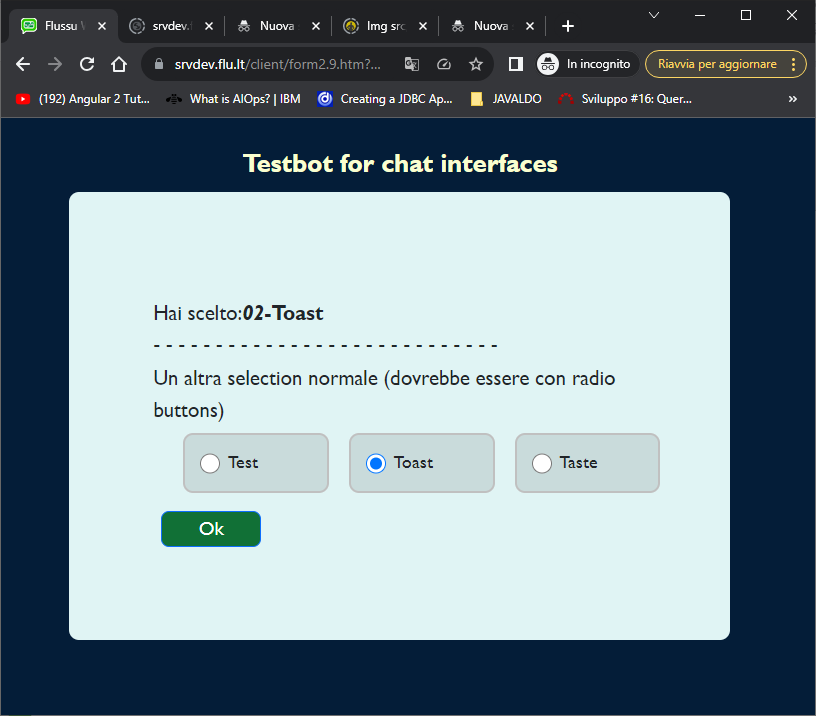 Flussu
srvdev.
Nuova
Img src
Nuova
srvdev.flu.lt/client/form2.9.htm?...
In incognito
Riavvia per aggiornare
(192) Angular 2 Tut...
What is AIOps? | IBM
Creating a JDBC Ap...
JAVALDO
Sviluppo #16: Quer...
»
Testbot for chat interfaces
Hai scelto:02-Toast
- - - - - - - - - - - - - - - - - - - - - - - - - - - -
Un altra selection normale (dovrebbe essere con radio
buttons)
Test
Toast
Taste
Ok